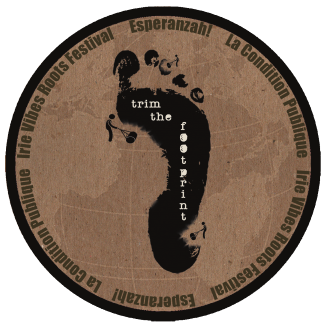 Esperanzah!
La Condition Publique
Irie Vibes Roots Festival
Esperanzah!
La Condition Publique
Irie Vibes Roots Festival
trim
the
footprint